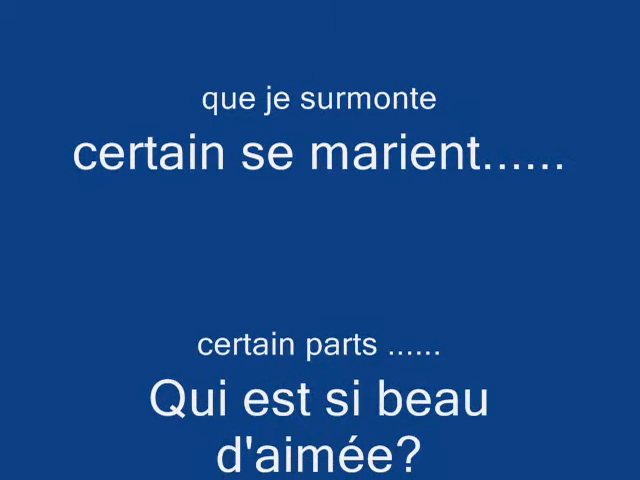 que je surmonte
certain se marient......
certain parts ......
Qui est si beau
d'aimée?